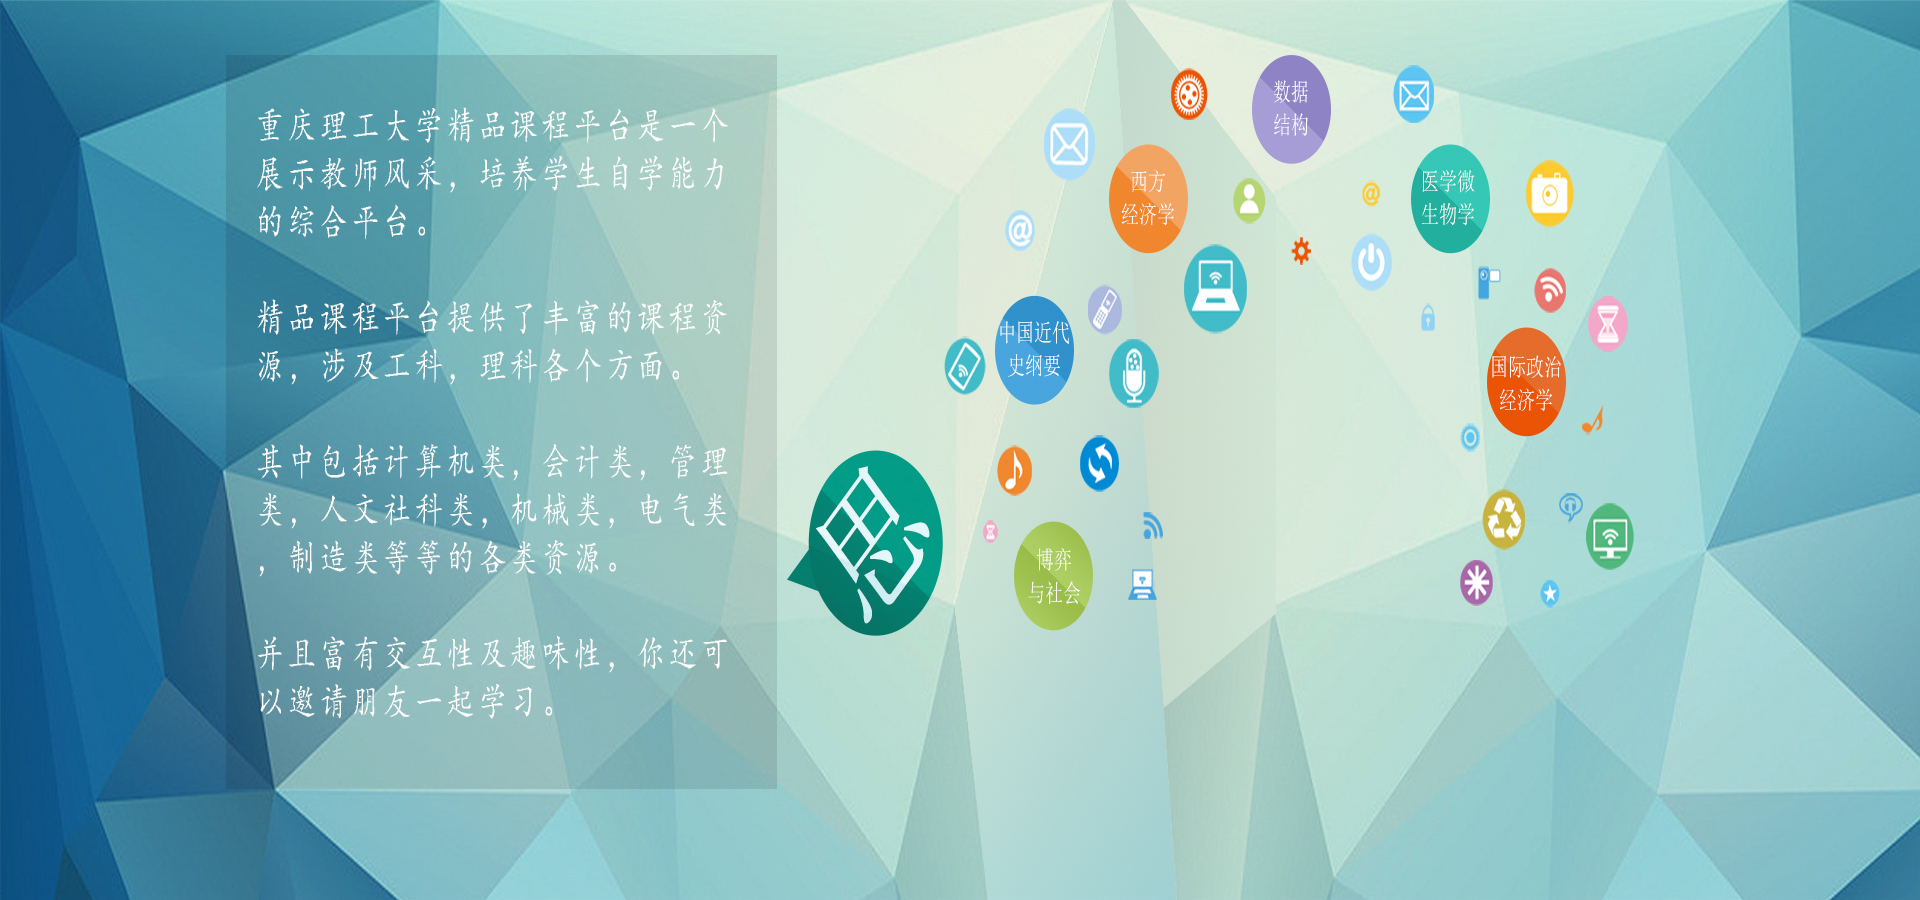 重庆理工大学精品课程平台是一个
展示教师风采，培养学生自学能力
的综合平台。
精品课程平台提供了丰富的课程资
源，涉及工科，理科各个方面。
其中包括计算机类，会计类，管理
类，人文社科类，机械类，电气类
，制造类等等的各类资源。
并且富有交互性及趣味性，你还可
以邀请朋友一起学习。
思
数据
结构
西方
经济学
医学微
生物学
中国近代
史纲要
国际政治
经济学
博弈
与社会